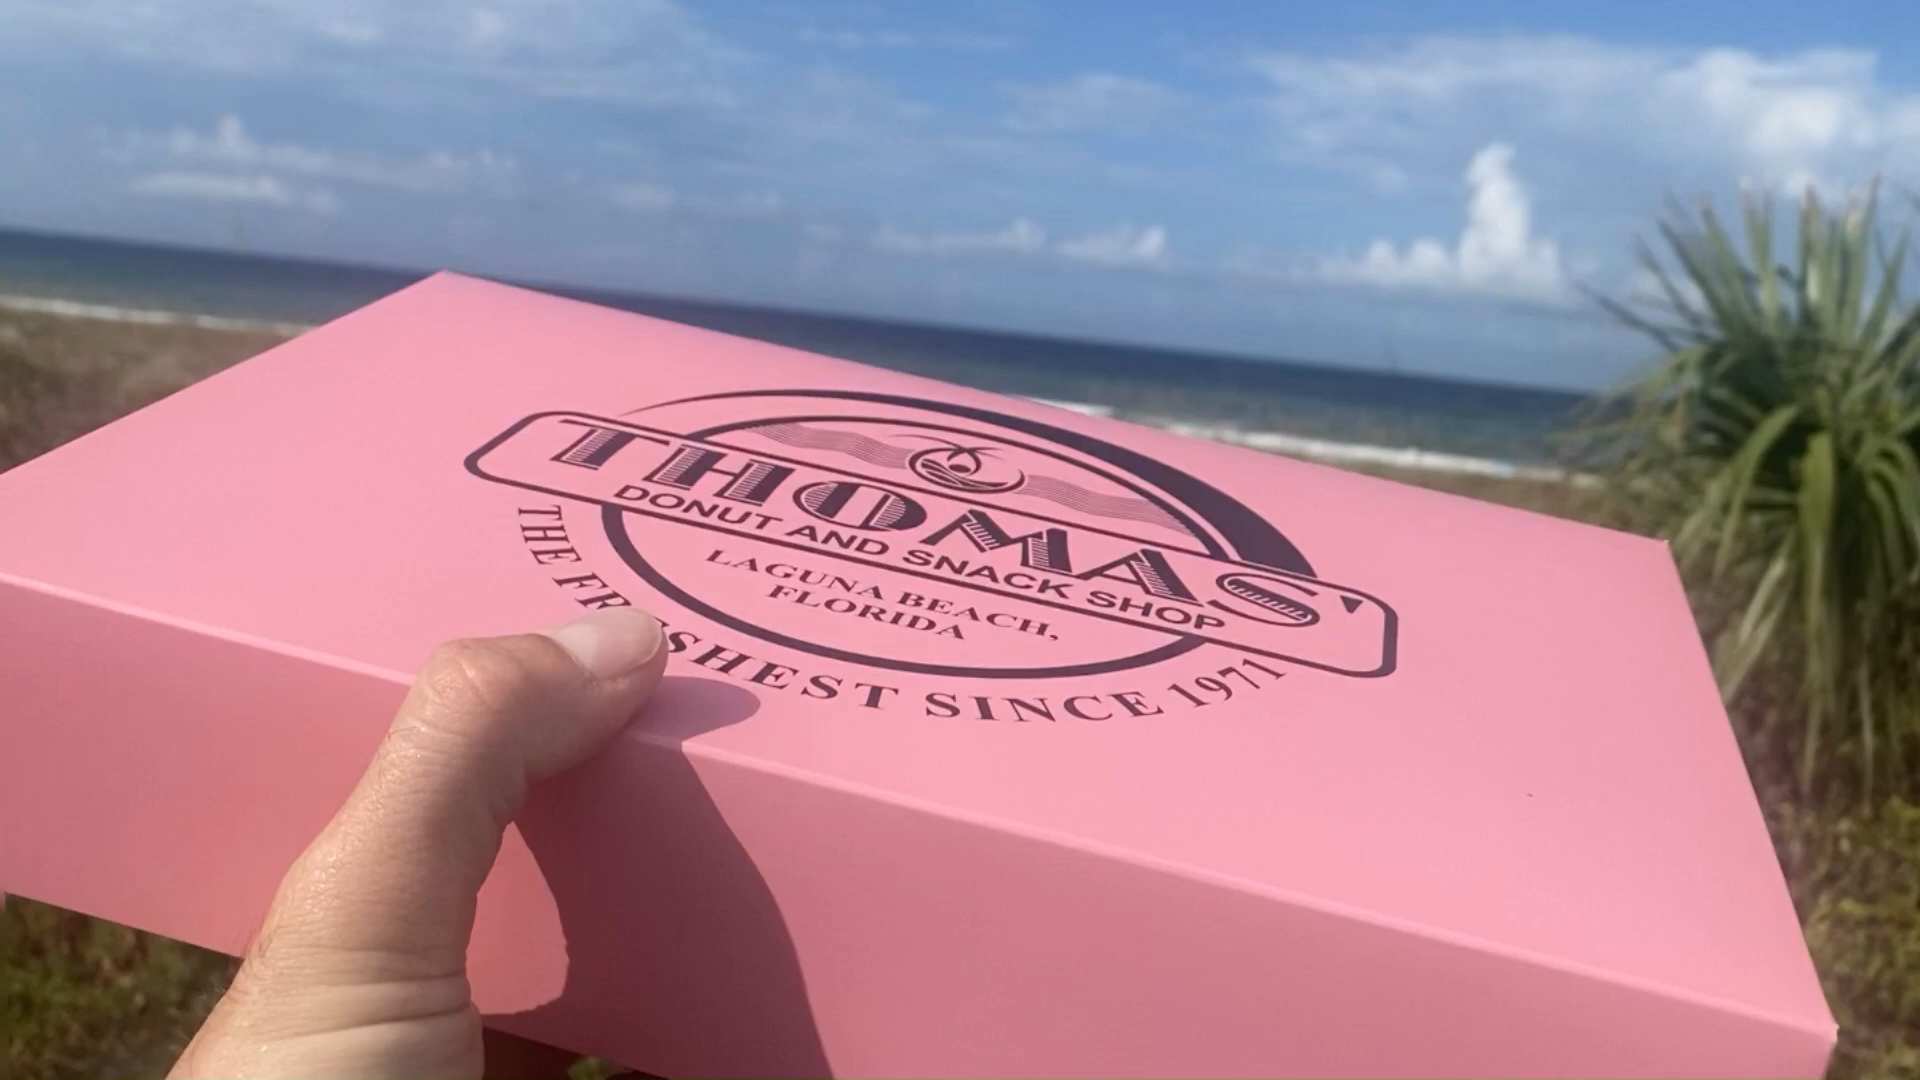 THOMAS'
DONUT AND SNACK SHOP
LAGUNA BEACH,
FLORIDA
THE FRESHEST SINCE 1971